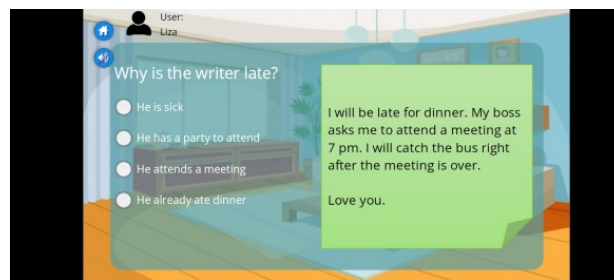 User:
Liza
Why is the writer late?
He is sick
He has a party to attend
He attends a meeting
He already ate dinner
I will be late for dinner. My boss
asks me to attend a meeting at
7 pm. I will catch the bus right
after the meeting is over.
Love you.